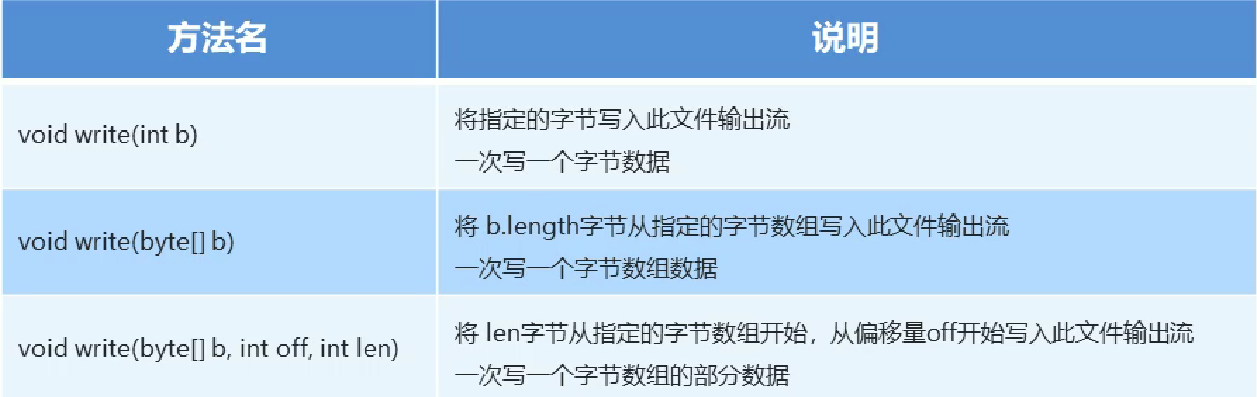 方法名
说明
void write(int b)
将指定的字节写入此文件输出流
一次写一个字节数据
void write(byte[] b)
将 b.length字节从指定的字节数组写入此文件输出流
一次写一个字节数组数据
void write(byte[] b, int off, int len)
将 len字节从指定的字节数组开始，从偏移量off开始写入此文件输出流
一次写一个字节数组的部分数据